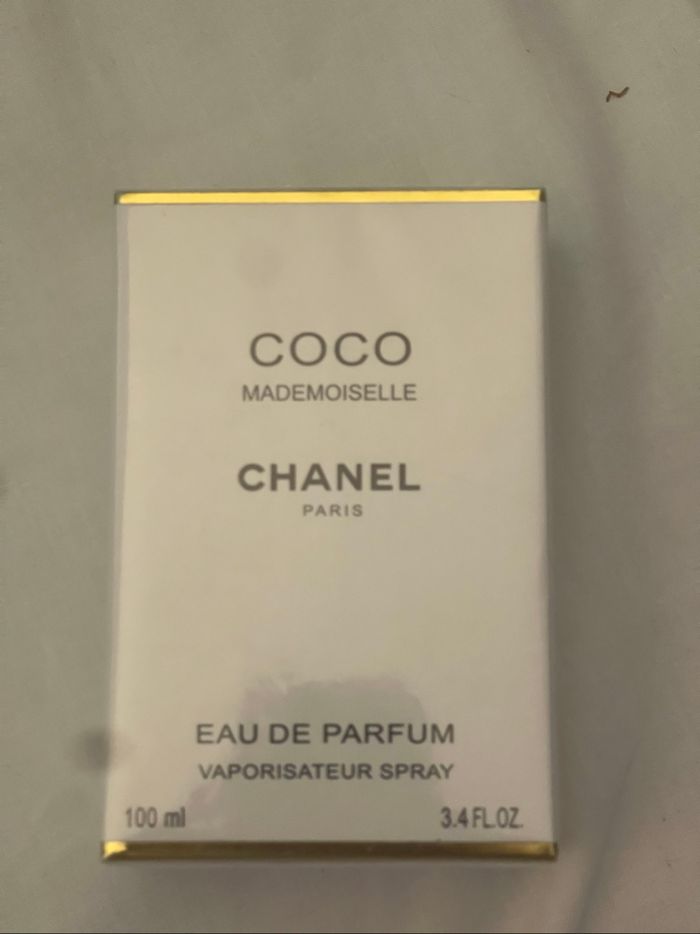 COCO
MADEMOISELLE
CHANEL
PARIS
EAU DE PARFUM
VAPORISATEUR SPRAY
100 ml 3.4 FL.OZ.